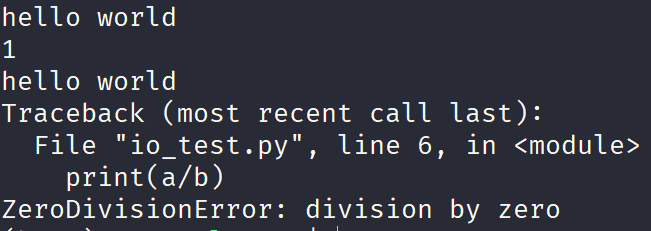 hello world
1
hello world
Traceback (most recent call last):
  File "io_test.py", line 6, in <module>
    print(a/b)
ZeroDivisionError: division by zero